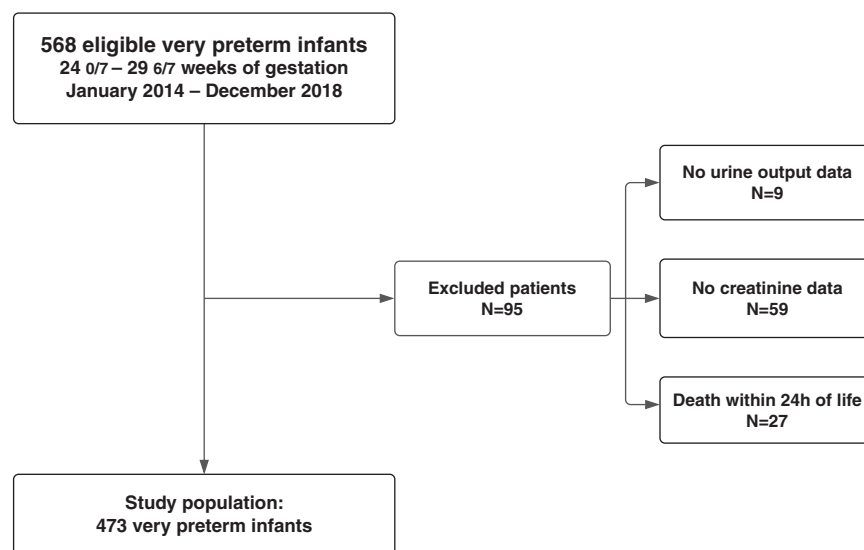 568 eligible very preterm infants
24 0/7 – 29 6/7 weeks of gestation
January 2014 – December 2018
No urine output data
N=9
Excluded patients
N=95
No creatinine data
N=59
Death within 24h of life
N=27
Study population:
473 very preterm infants